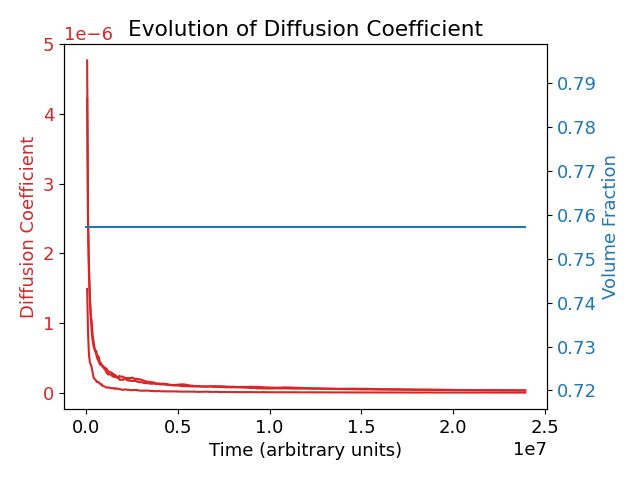 Evolution of Diffusion Coefficient
1e−6
5
4
3
2
1
0
Diffusion Coefficient
0.79
0.78
0.77
0.76
0.75
0.74
0.73
0.72
Volume Fraction
0.0 0.5 1.0 1.5 2.0 2.5
1e7
Time (arbitrary units)